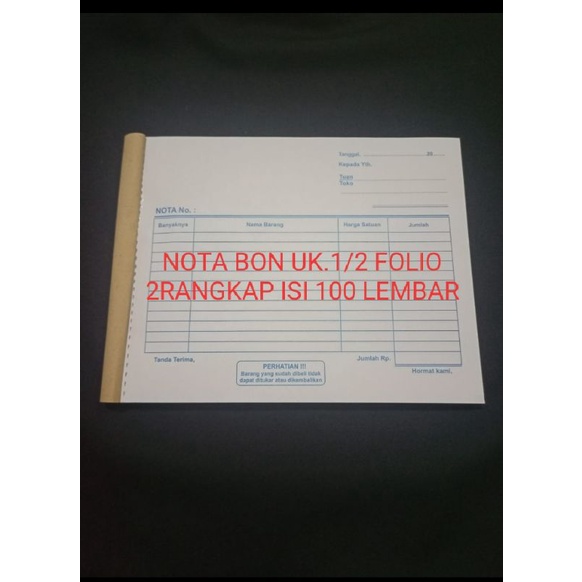 Tanggal 20
Kepada Yth.
Tuan
Toko
NOTA No. :
Banyaknya Nama Barang Harga Satuan Jumlah
NOTA BON UK.1/2 FOLIO
2RANGKAP ISI 100 LEMBAR
Tanda Terima, Jumlah Rp.
PERHATIAN !!!
Barang yang sudah dibeli tidak
dapat ditukar atau dikembalikan
Hormat kami,